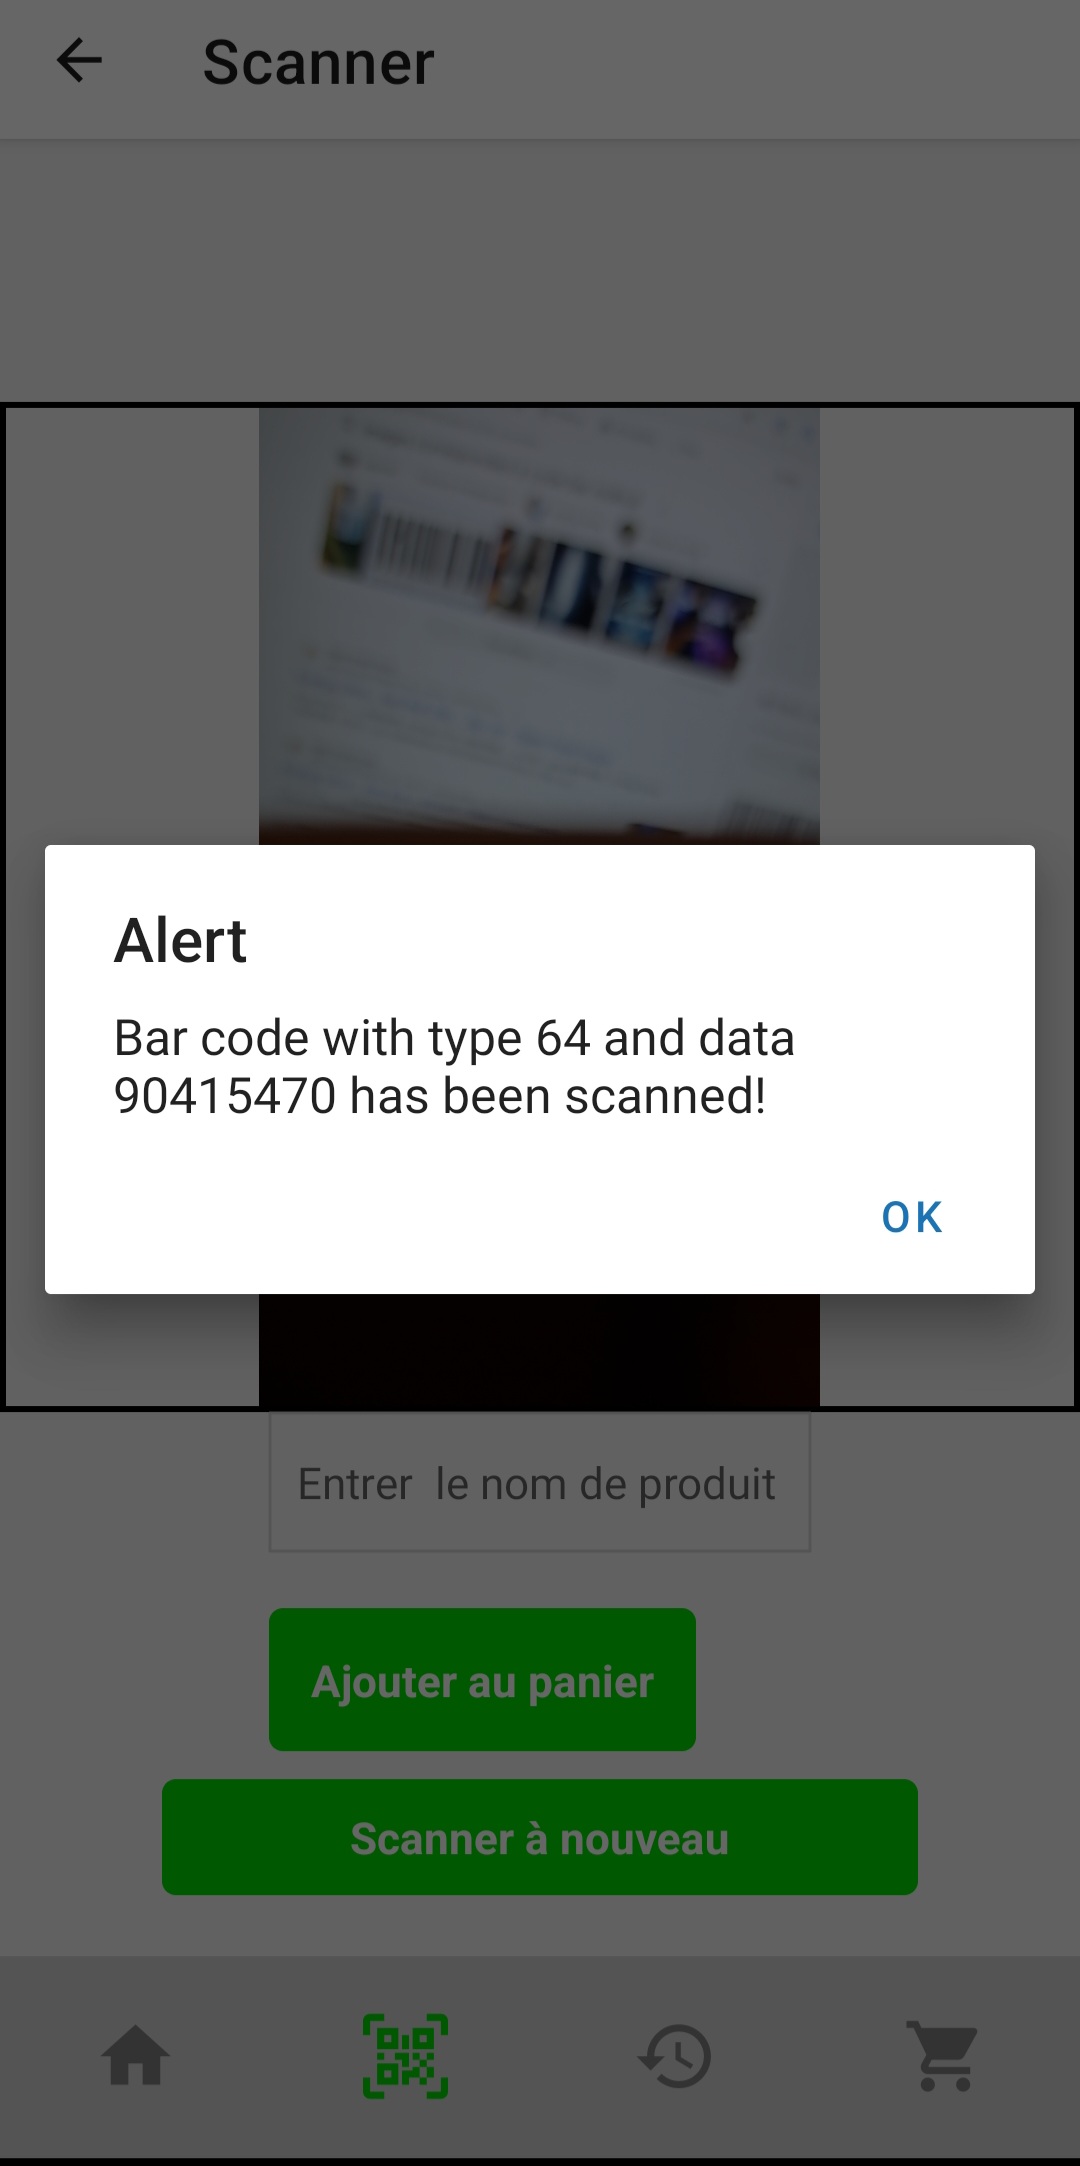 Scanner
Alert
Bar code with type 64 and data
90415470 has been scanned!
OK
Entrer  le nom de produit
Ajouter au panier
Scanner à nouveau